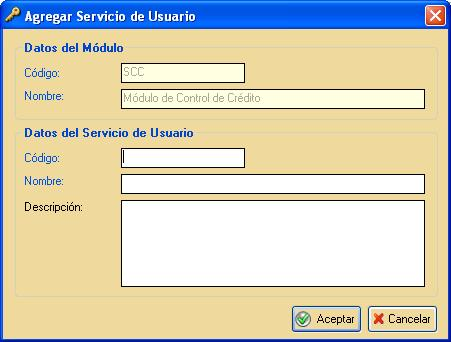 Agregar Servicio de Usuario
Datos del Módulo
Código: SCC
Nombre: Módulo de Control de Crédito
Datos del Servicio de Usuario
Código:
Nombre:
Descripción:
Aceptar Cancelar